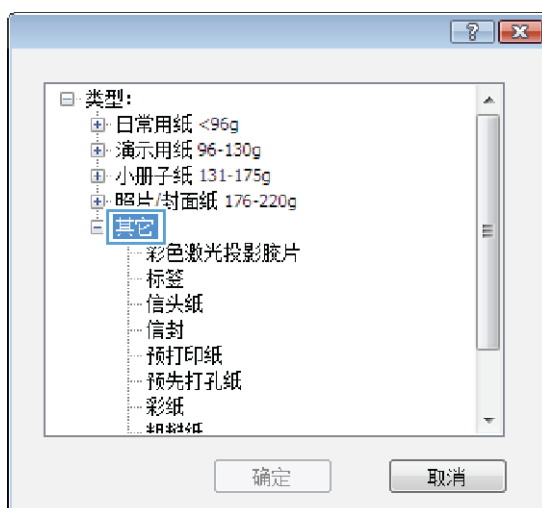 类型:
日常用纸 <96g
演示用纸 96-130g
小册子纸 131-175g
照片/封面纸 176-220g
其它
彩色激光投影胶片
标签
信头纸
信封
预打印纸
预先打孔纸
彩纸
粗糙纸
确定
取消